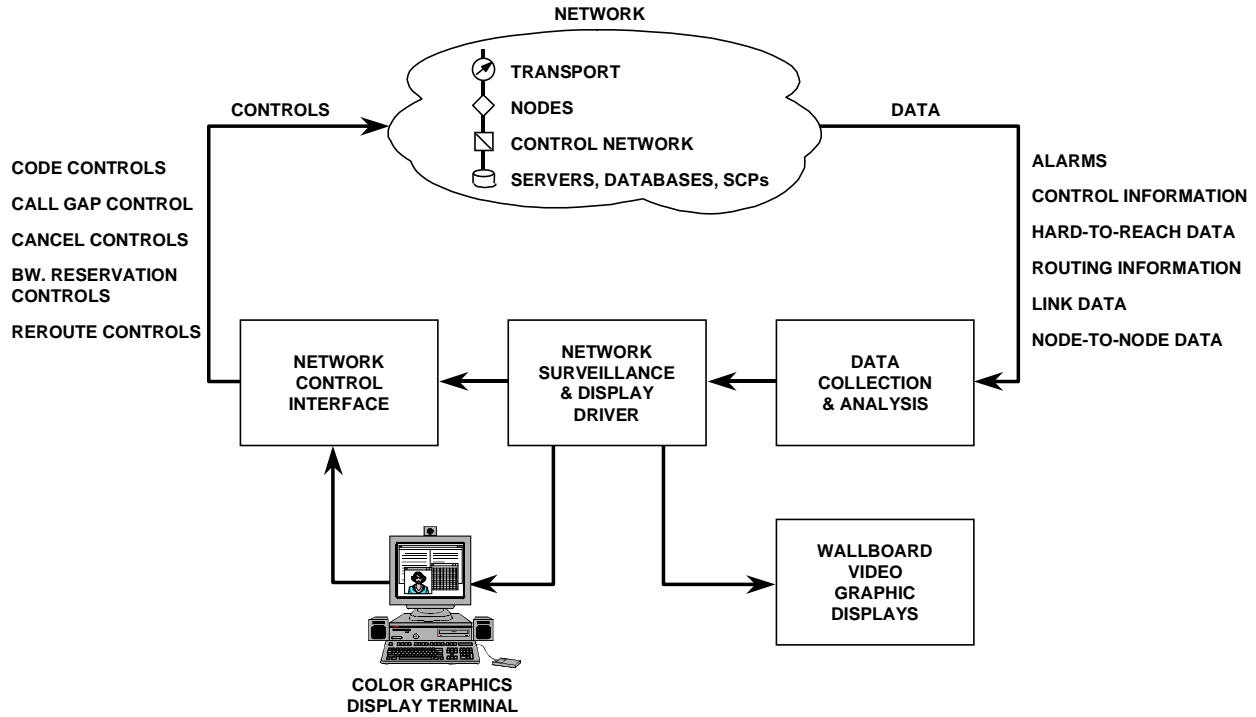 NETWORK
TRANSPORT
NODES
CONTROL NETWORK
SERVERS, DATABASES, SCPs
CONTROLS
DATA
CODE CONTROLS
CALL GAP CONTROL
CANCEL CONTROLS
BW. RESERVATION
CONTROLS
REROUTE CONTROLS
ALARMS
CONTROL INFORMATION
HARD-TO-REACH DATA
ROUTING INFORMATION
LINK DATA
NODE-TO-NODE DATA
NETWORK
CONTROL
INTERFACE
NETWORK
SURVEILLANCE
& DISPLAY
DRIVER
DATA
COLLECTION
& ANALYSIS
WALLBOARD
VIDEO
GRAPHIC
DISPLAYS
COLOR GRAPHICS
DISPLAY TERMINAL